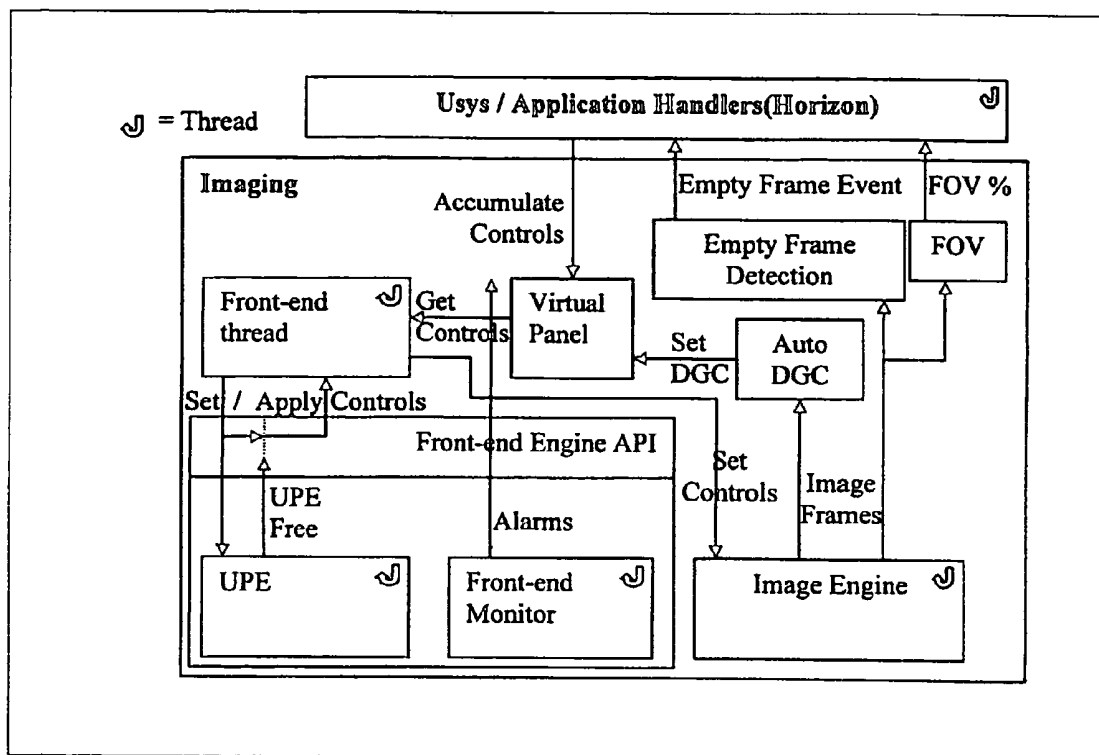 Usys / Application Handlers(Horizon)
= Thread
Imaging
Accumulate
Controls
Empty Frame Event
FOV %
Empty Frame
Detection
FOV
Front-end
thread
Get
Controls
Virtual
Panel
Set
DGC
Auto
DGC
Set / Apply Controls
Front-end Engine API
Set
Controls
Image
Frames
UPE
Free
Alarms
UPE
Front-end
Monitor
Image Engine